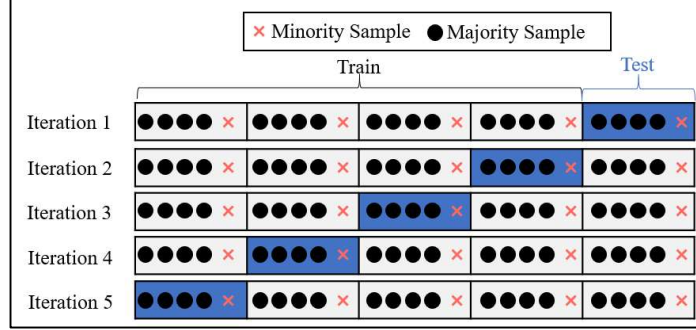 Minority Sample
Majority Sample
Train
Test
Iteration 1
Iteration 2
Iteration 3
Iteration 4
Iteration 5